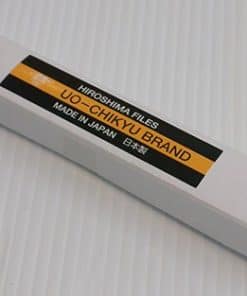 HIROSHIMA FILES
UO-CHIKYU BRAND
MADE IN JAPAN 日本製